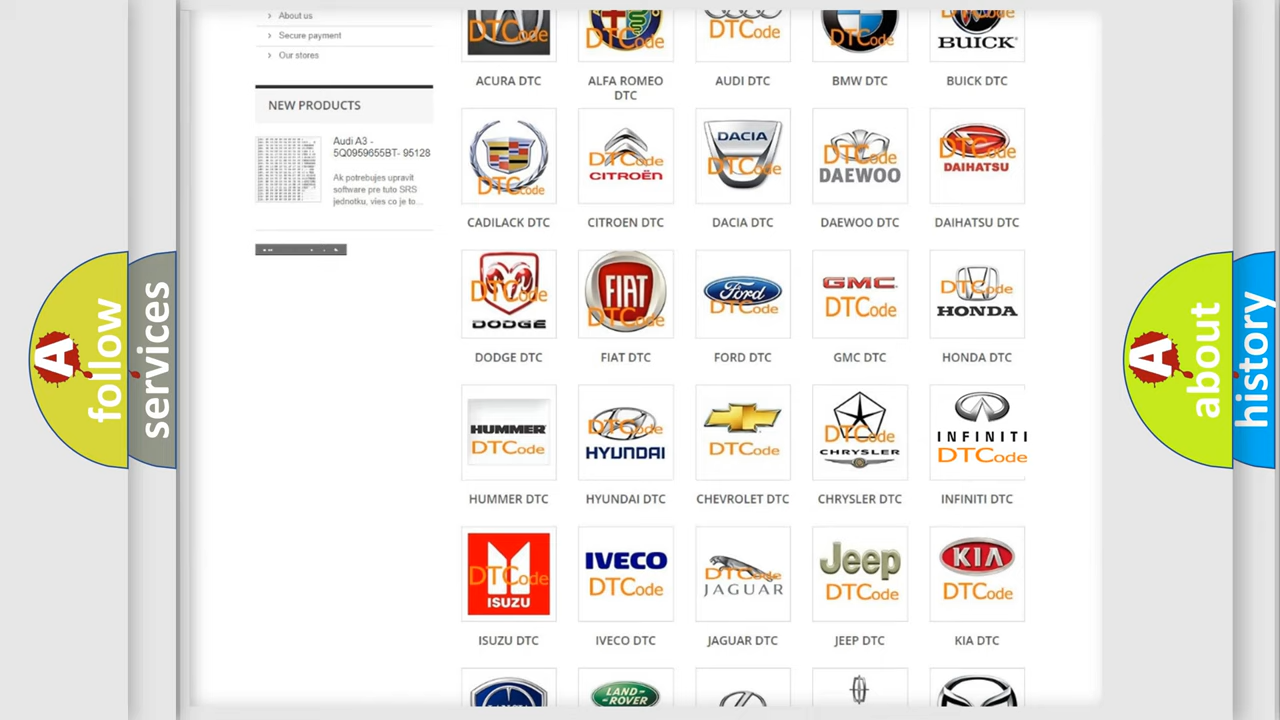 About us
Secure payment
Our stores
NEW PRODUCTS
Audi A3 -
5Q0959655BT- 95128
Ak potrebujes upravit
software pre tuto SRS
jednotku, vies co je to...
DTCode
DTCode
DTCode
DTCode
BUICK
ACURA DTC
ALFA ROMEO
DTC
AUDI DTC
BMW DTC
BUICK DTC
DTCode
DTCode
CITROËN
DACIA
DTCode
DTCode
DAEWOO
DTCode
DAIHATSU
CADILACK DTC
CITROEN DTC
DACIA DTC
DAEWOO DTC
DAIHATSU DTC
DTCode
DODGE
FIAT
DTCode
Ford
DTCode
GMC
DTCode
DTCode
HONDA
DODGE DTC
FIAT DTC
FORD DTC
GMC DTC
HONDA DTC
HUMMER
DTCode
DTCode
HYUNDAI
DTCode
DTCode
CHRYSLER
INFINITI
DTCode
HUMMER DTC
HYUNDAI DTC
CHEVROLET DTC
CHRYSLER DTC
INFINITI DTC
DTCode
ISUZU
IVECO
DTCode
DTCode
JAGUAR
Jeep
DTCode
KIA
DTCode
ISUZU DTC
IVECO DTC
JAGUAR DTC
JEEP DTC
KIA DTC
LAND-
ROVER
A
follow
services
A
about
history